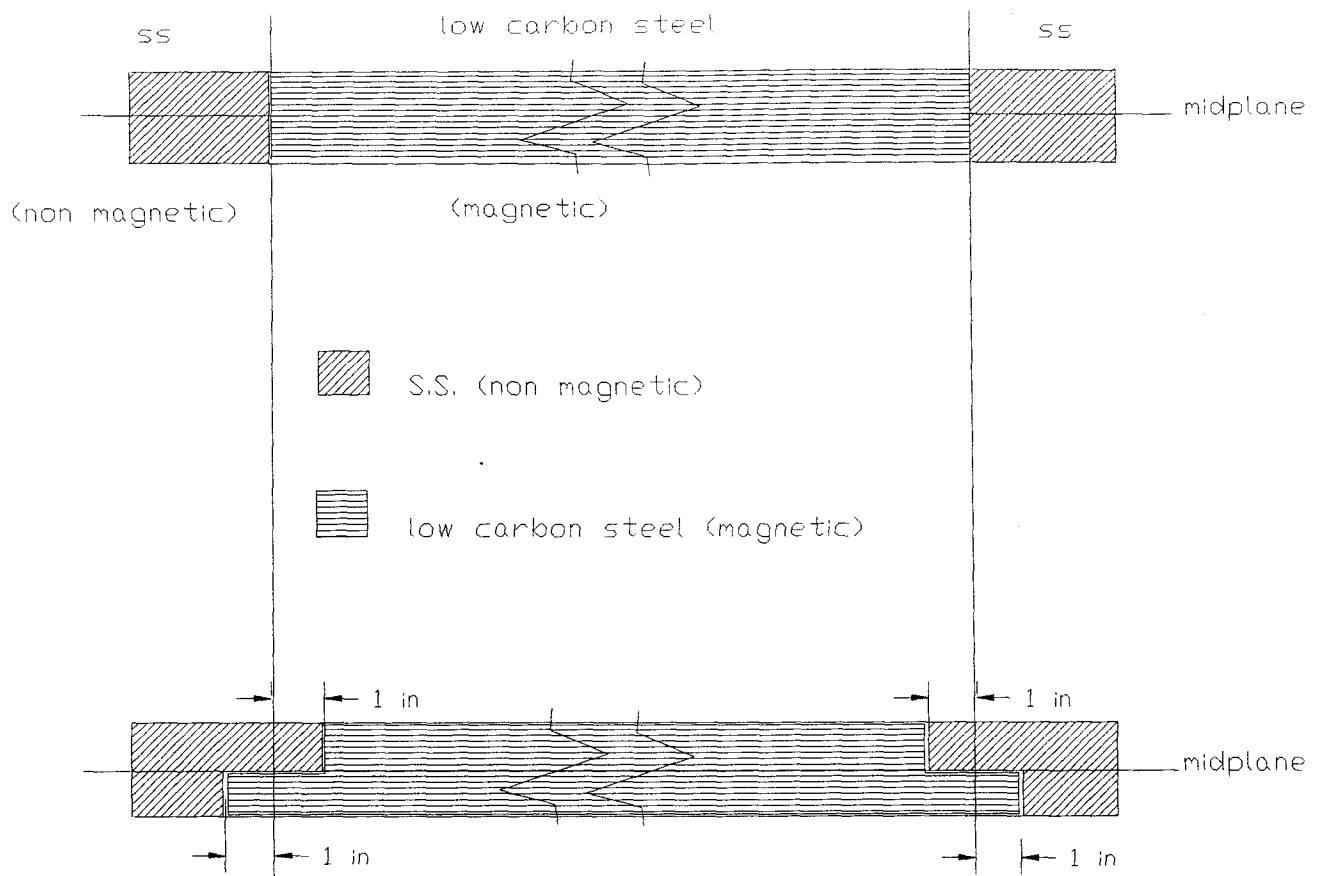 ss
low carbon steel
ss
midplane
(non magnetic)
(magnetic)
S.S. (non magnetic)
low carbon steel (magnetic)
1 in
1 in
midplane
1 in
1 in